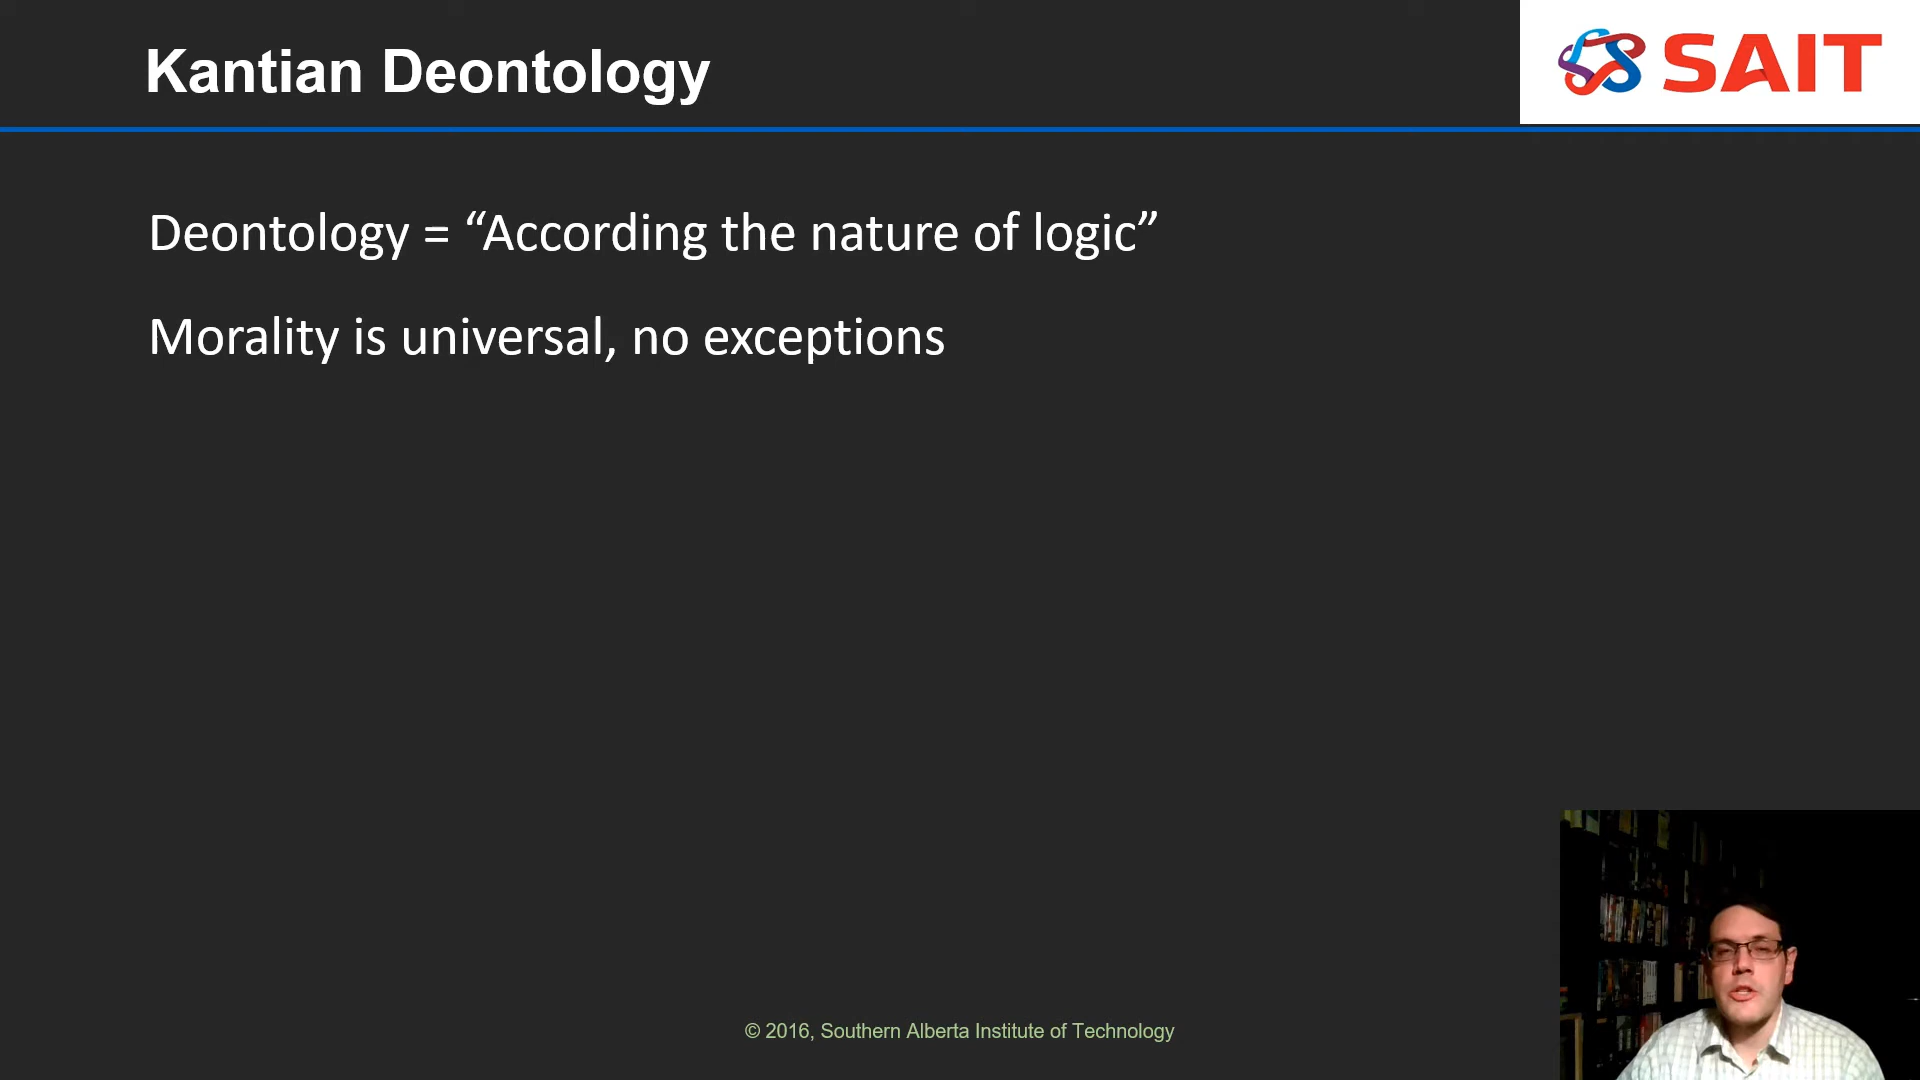 Kantian Deontology
SAIT
Deontology = “According the nature of logic”
Morality is universal, no exceptions
© 2016, Southern Alberta Institute of Technology